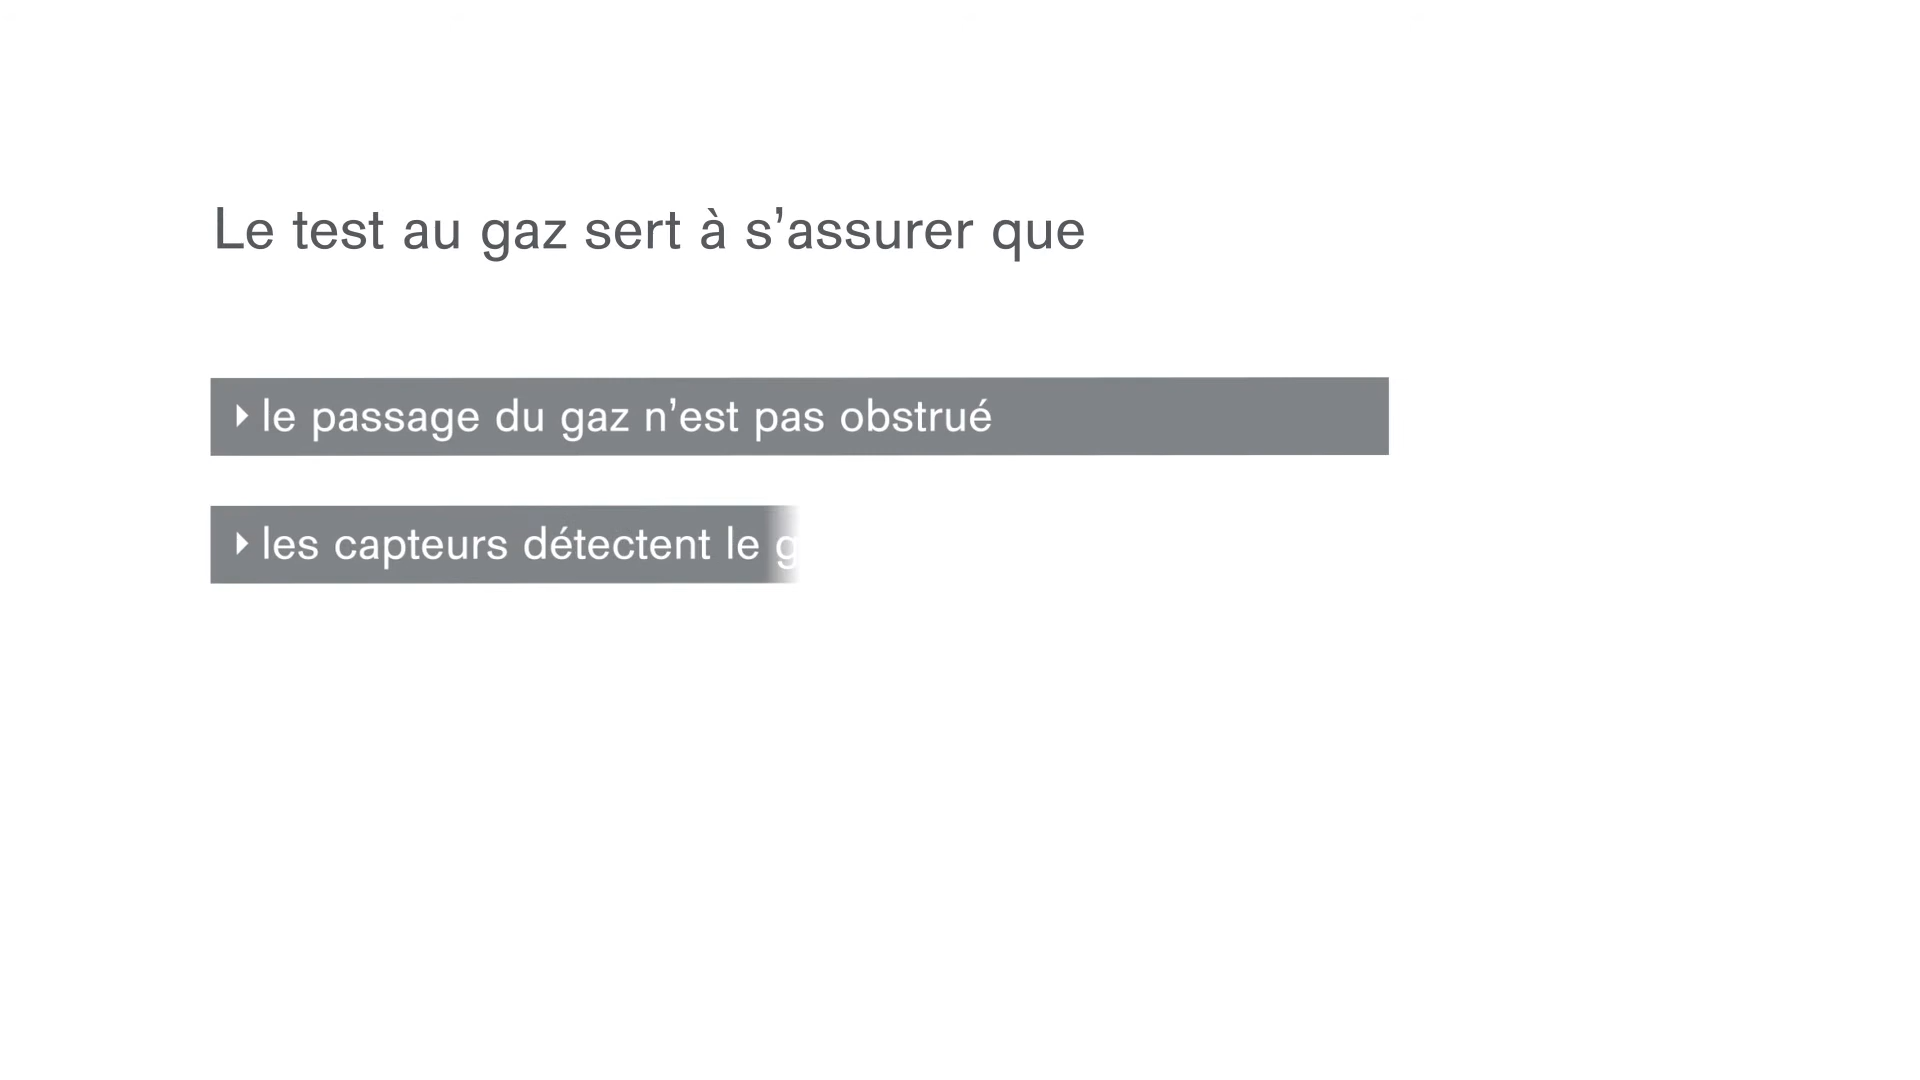 Le test au gaz sert à s’assurer que
le passage du gaz n’est pas obstrué
les capteurs détectent le